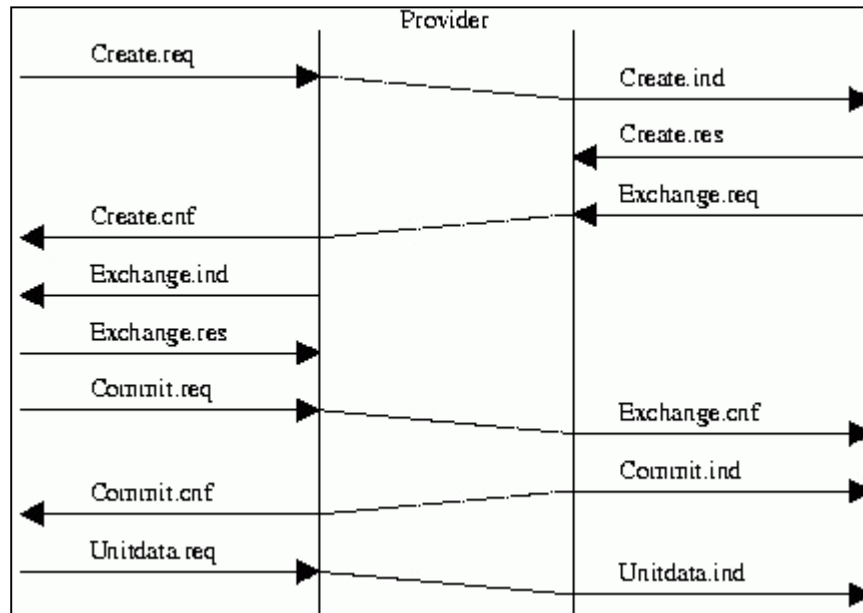 Provider
Create.req
Create.ind
Create.res
Exchange.req
Create.cnf
Exchange.ind
Exchange.res
Commit.req
Exchange.cnf
Commit.ind
Commit.cnf
Unitdata.req
Unitdata.ind